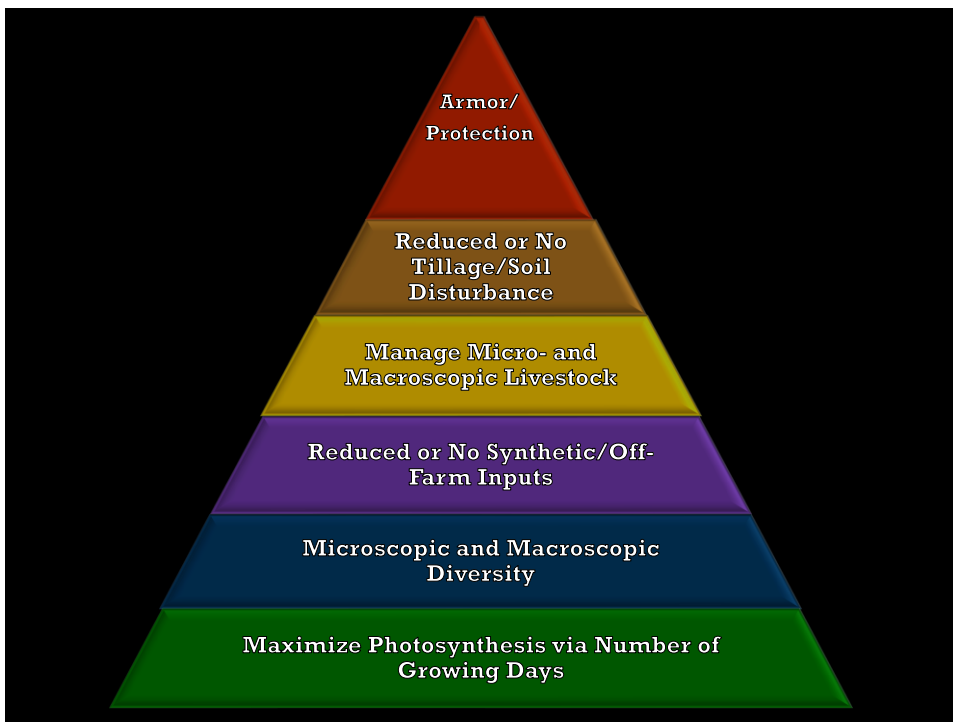 Armor/
Protection
Reduced or No
Tillage/Soil
Disturbance
Manage Micro- and
Macroscopic Livestock
Reduced or No Synthetic/Off-
Farm Inputs
Microscopic and Macroscopic
Diversity
Maximize Photosynthesis via Number of
Growing Days